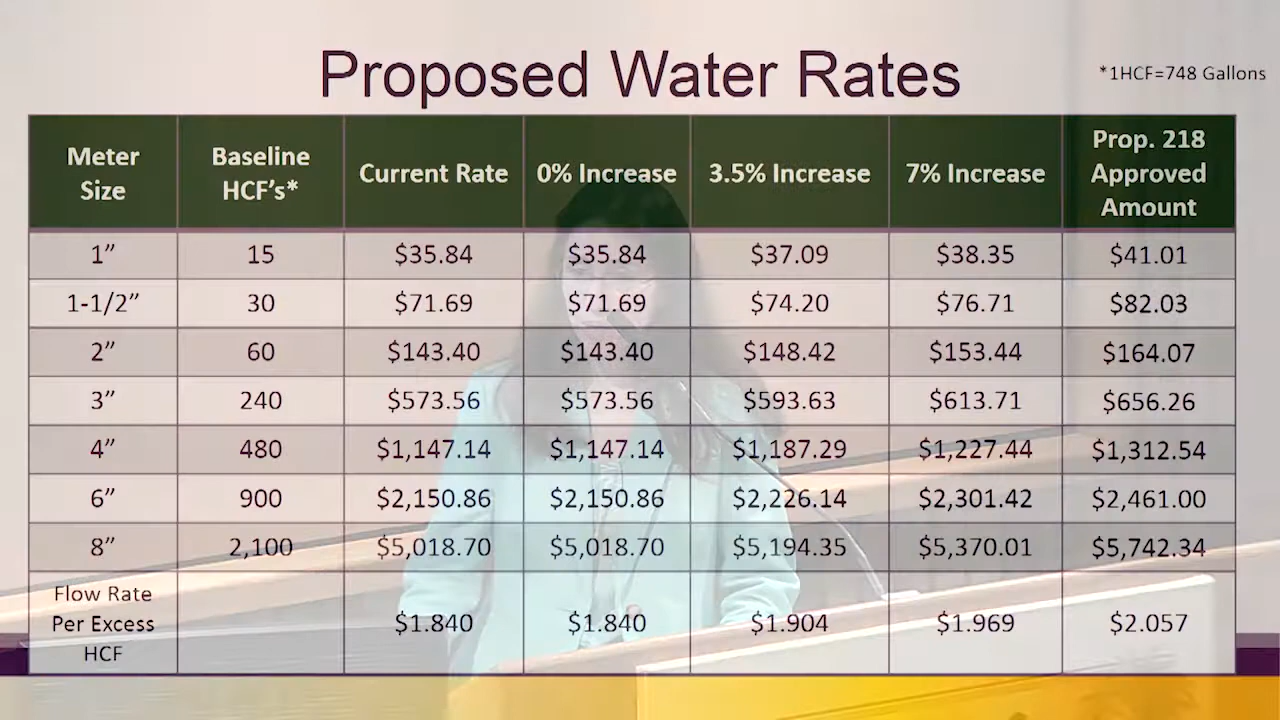 Proposed Water Rates
*1HCF=748 Gallons
Meter Size | Baseline HCF's* | Current Rate | 0% Increase | 3.5% Increase | 7% Increase | Prop. 218 Approved Amount
1” | 15 | $35.84 | $35.84 | $37.09 | $38.35 | $41.01
1-1/2” | 30 | $71.69 | $71.69 | $74.20 | $76.71 | $82.03
2” | 60 | $143.40 | $143.40 | $148.42 | $153.44 | $164.07
3” | 240 | $573.56 | $573.56 | $593.63 | $613.71 | $656.26
4” | 480 | $1,147.14 | $1,147.14 | $1,187.29 | $1,227.44 | $1,312.54
6” | 900 | $2,150.86 | $2,150.86 | $2,226.14 | $2,301.42 | $2,461.00
8” | 2,100 | $5,018.70 | $5,018.70 | $5,194.35 | $5,370.01 | $5,742.34
Flow Rate Per Excess HCF | | $1.840 | $1.840 | $1.904 | $1.969 | $2.057